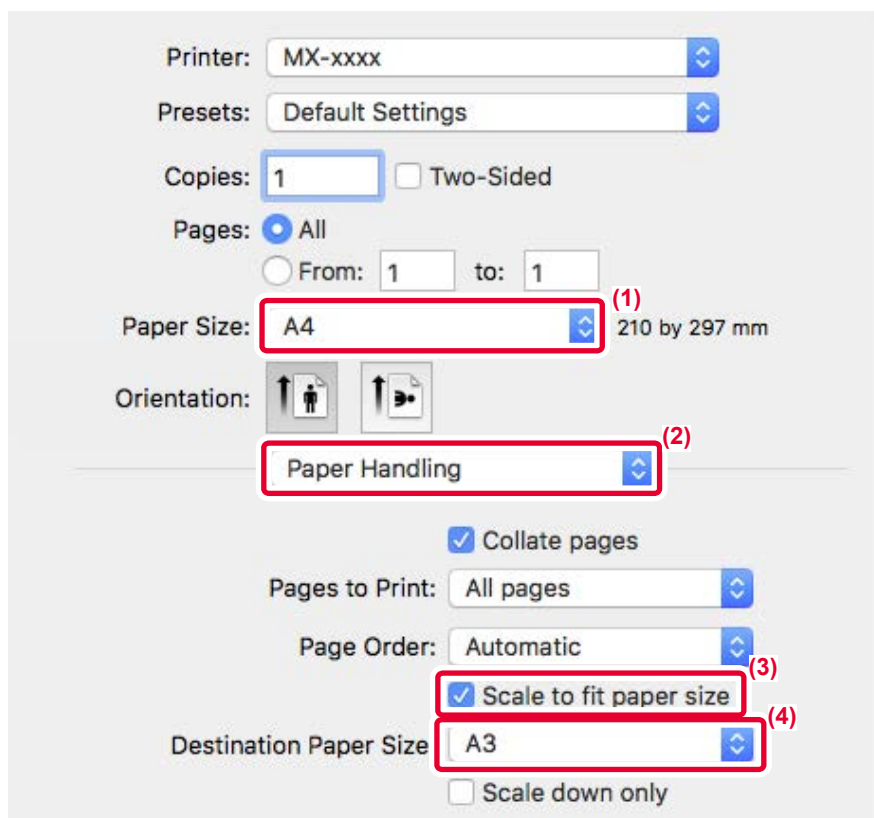 Printer: MX-xxxx
Presets: Default Settings
Copies: 1 Two-Sided
Pages: All
From: 1 to: 1
(1)
Paper Size: A4 210 by 297 mm
Orientation:
(2)
Paper Handling
Collate pages
Pages to Print: All pages
Page Order: Automatic
(3)
Scale to fit paper size
(4)
Destination Paper Size A3
Scale down only